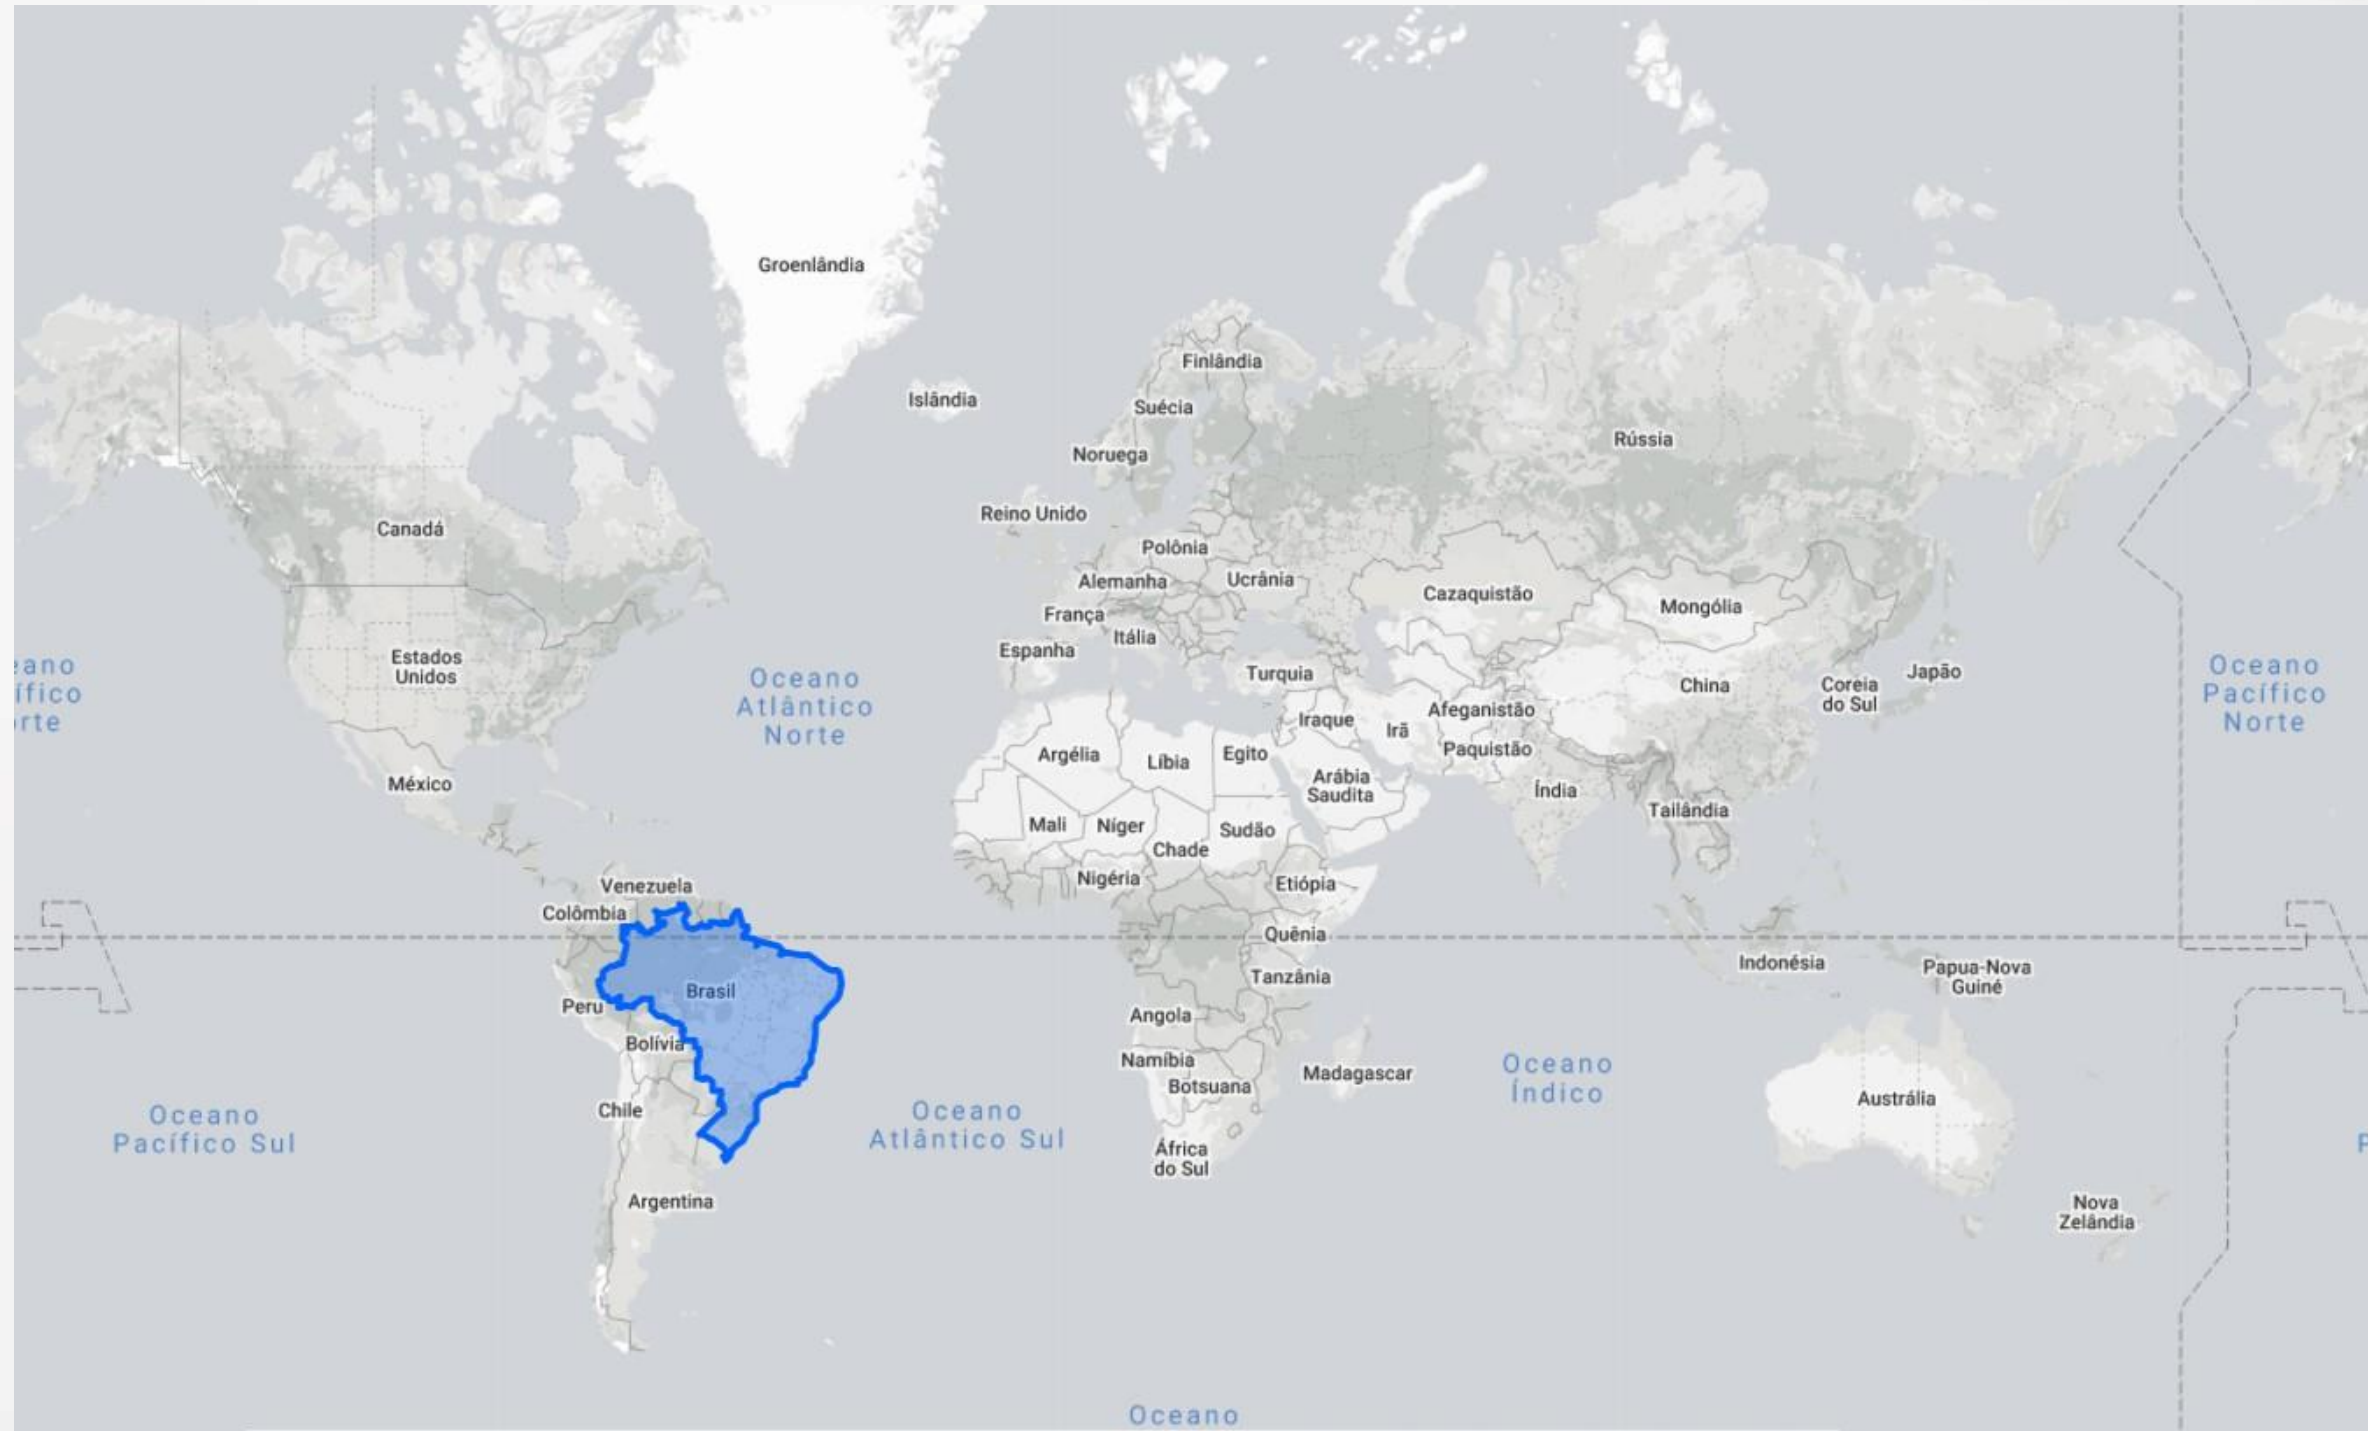 Groenlândia
Islândia
Finlândia
Suécia
Noruega
Rússia
Reino Unido
Canadá
Polônia
Alemanha
Ucrânia
Cazaquistão
Mongólia
França
Itália
Espanha
Estados
Unidos
Turquia
China
Coreia
do Sul
Japão
eano
ífico
rte
Oceano
Atlântico
Norte
Oceano
Pacífico
Norte
Iraque
Irã
Afeganistão
Paquistão
Argélia
Líbia
Egito
Arábia
Saudita
Índia
México
Tailândia
Mali
Níger
Sudão
Chade
Nigéria
Etiópia
Venezuela
Colômbia
Quênia
Indonésia
Papua-Nova
Guiné
Tanzânia
Brasil
Peru
Angola
Bolívia
Namíbia
Botsuana
Madagascar
Oceano
Índico
Austrália
Chile
Oceano
Pacífico Sul
Oceano
Atlântico Sul
África
do Sul
Argentina
Nova
Zelândia
Oceano